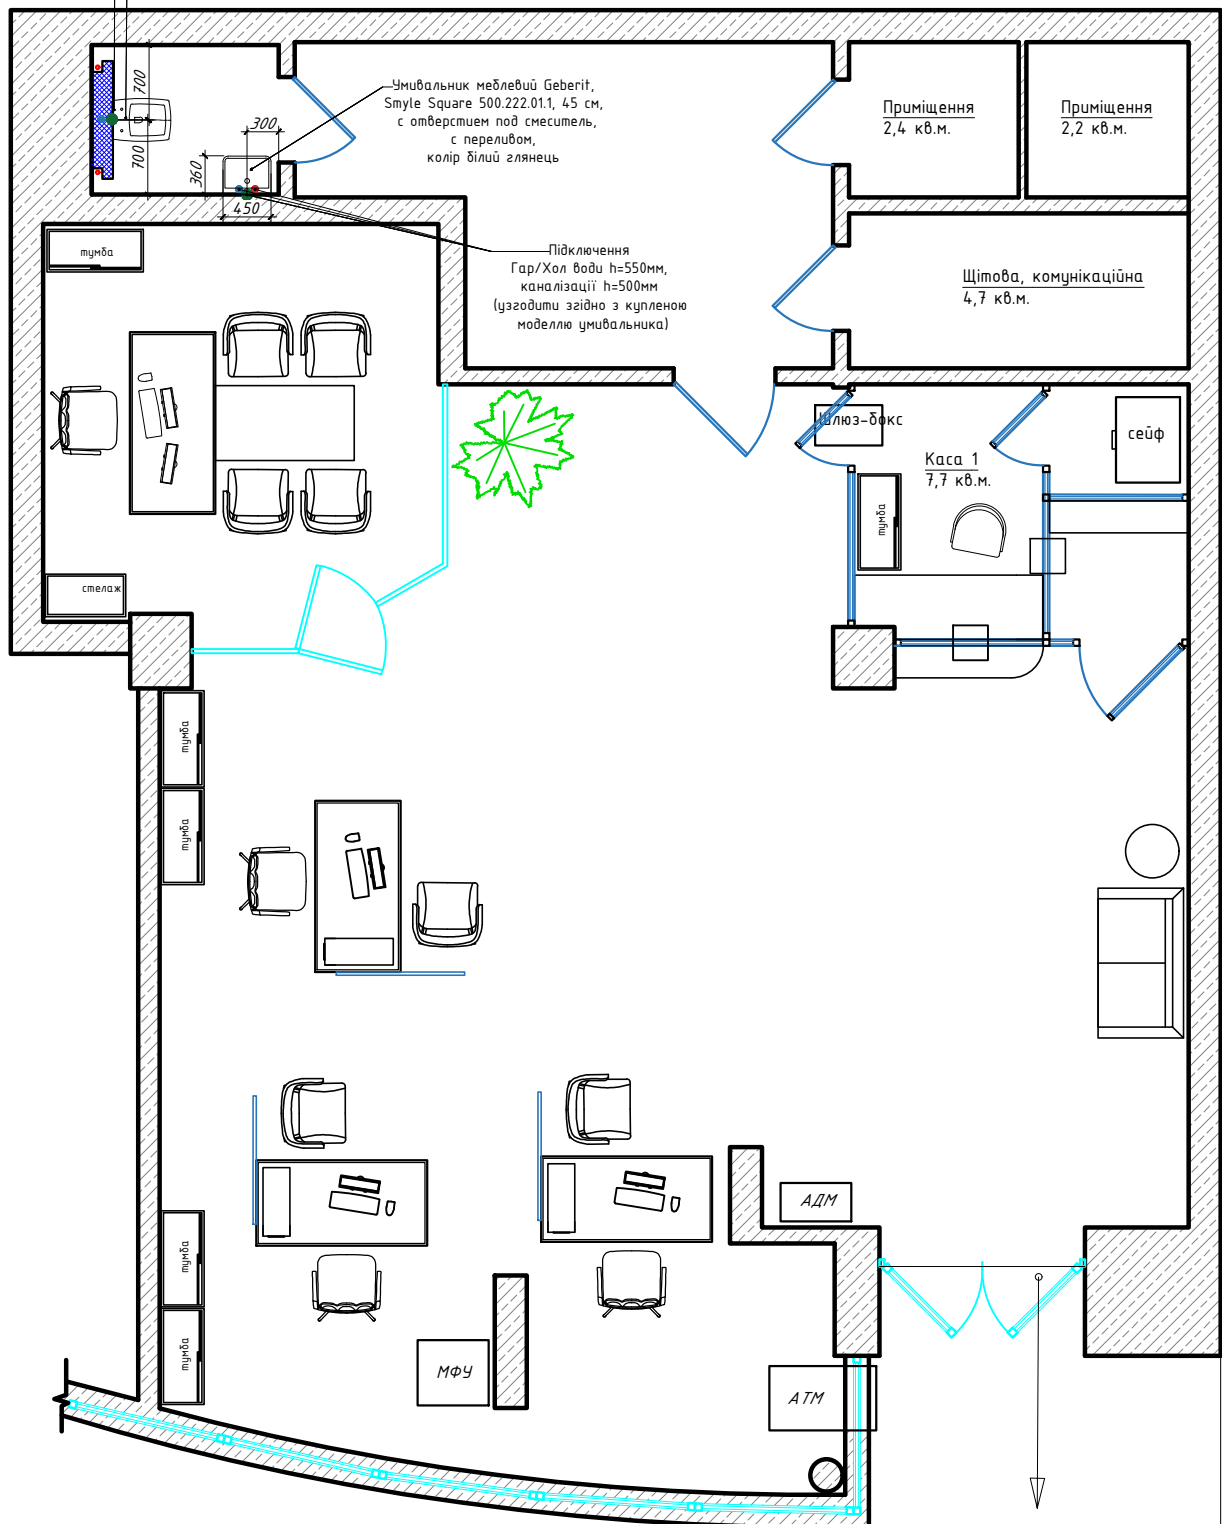 700
700
300
360
450
Умивальник меблевий Geberit,
Smyle Square 500.222.01.1, 45 см,
с отверстием под смеситель,
с переливом,
колір білий глянець
Приміщення
2,4 кв.м.
Приміщення
2,2 кв.м.
Підключення
Гар/Хол води h=550мм,
каналізації h=500мм
(узгодити згідно з купленою
моделлю умивальника)
Щітова, комунікаційна
4,7 кв.м.
тумба
Шлюз-бокс
сейф
Каса 1
7,7 кв.м.
тумба
стелаж
тумба
тумба
АДМ
тумба
тумба
МФУ
АТМ